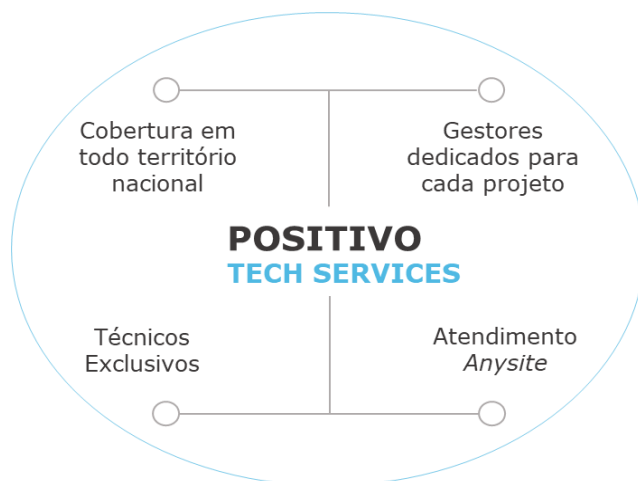 Cobertura em
todo território
nacional
Gestores
dedicados para
cada projeto
POSITIVO
TECH SERVICES
Técnicos
Exclusivos
Atendimento
Anysite